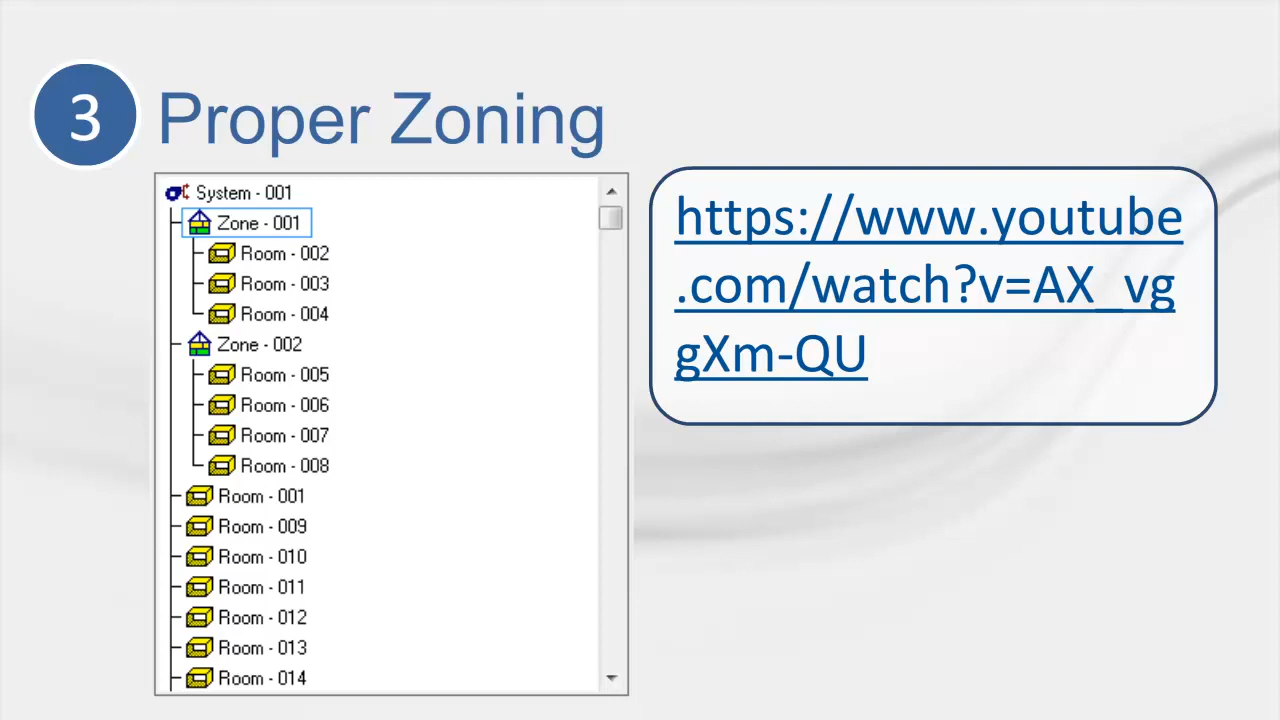 3
Proper Zoning
System - 001
Zone - 001
Room - 002
Room - 003
Room - 004
Zone - 002
Room - 005
Room - 006
Room - 007
Room - 008
Room - 001
Room - 009
Room - 010
Room - 011
Room - 012
Room - 013
Room - 014
https://www.youtube
.com/watch?v=AX_vg
gXm-QU